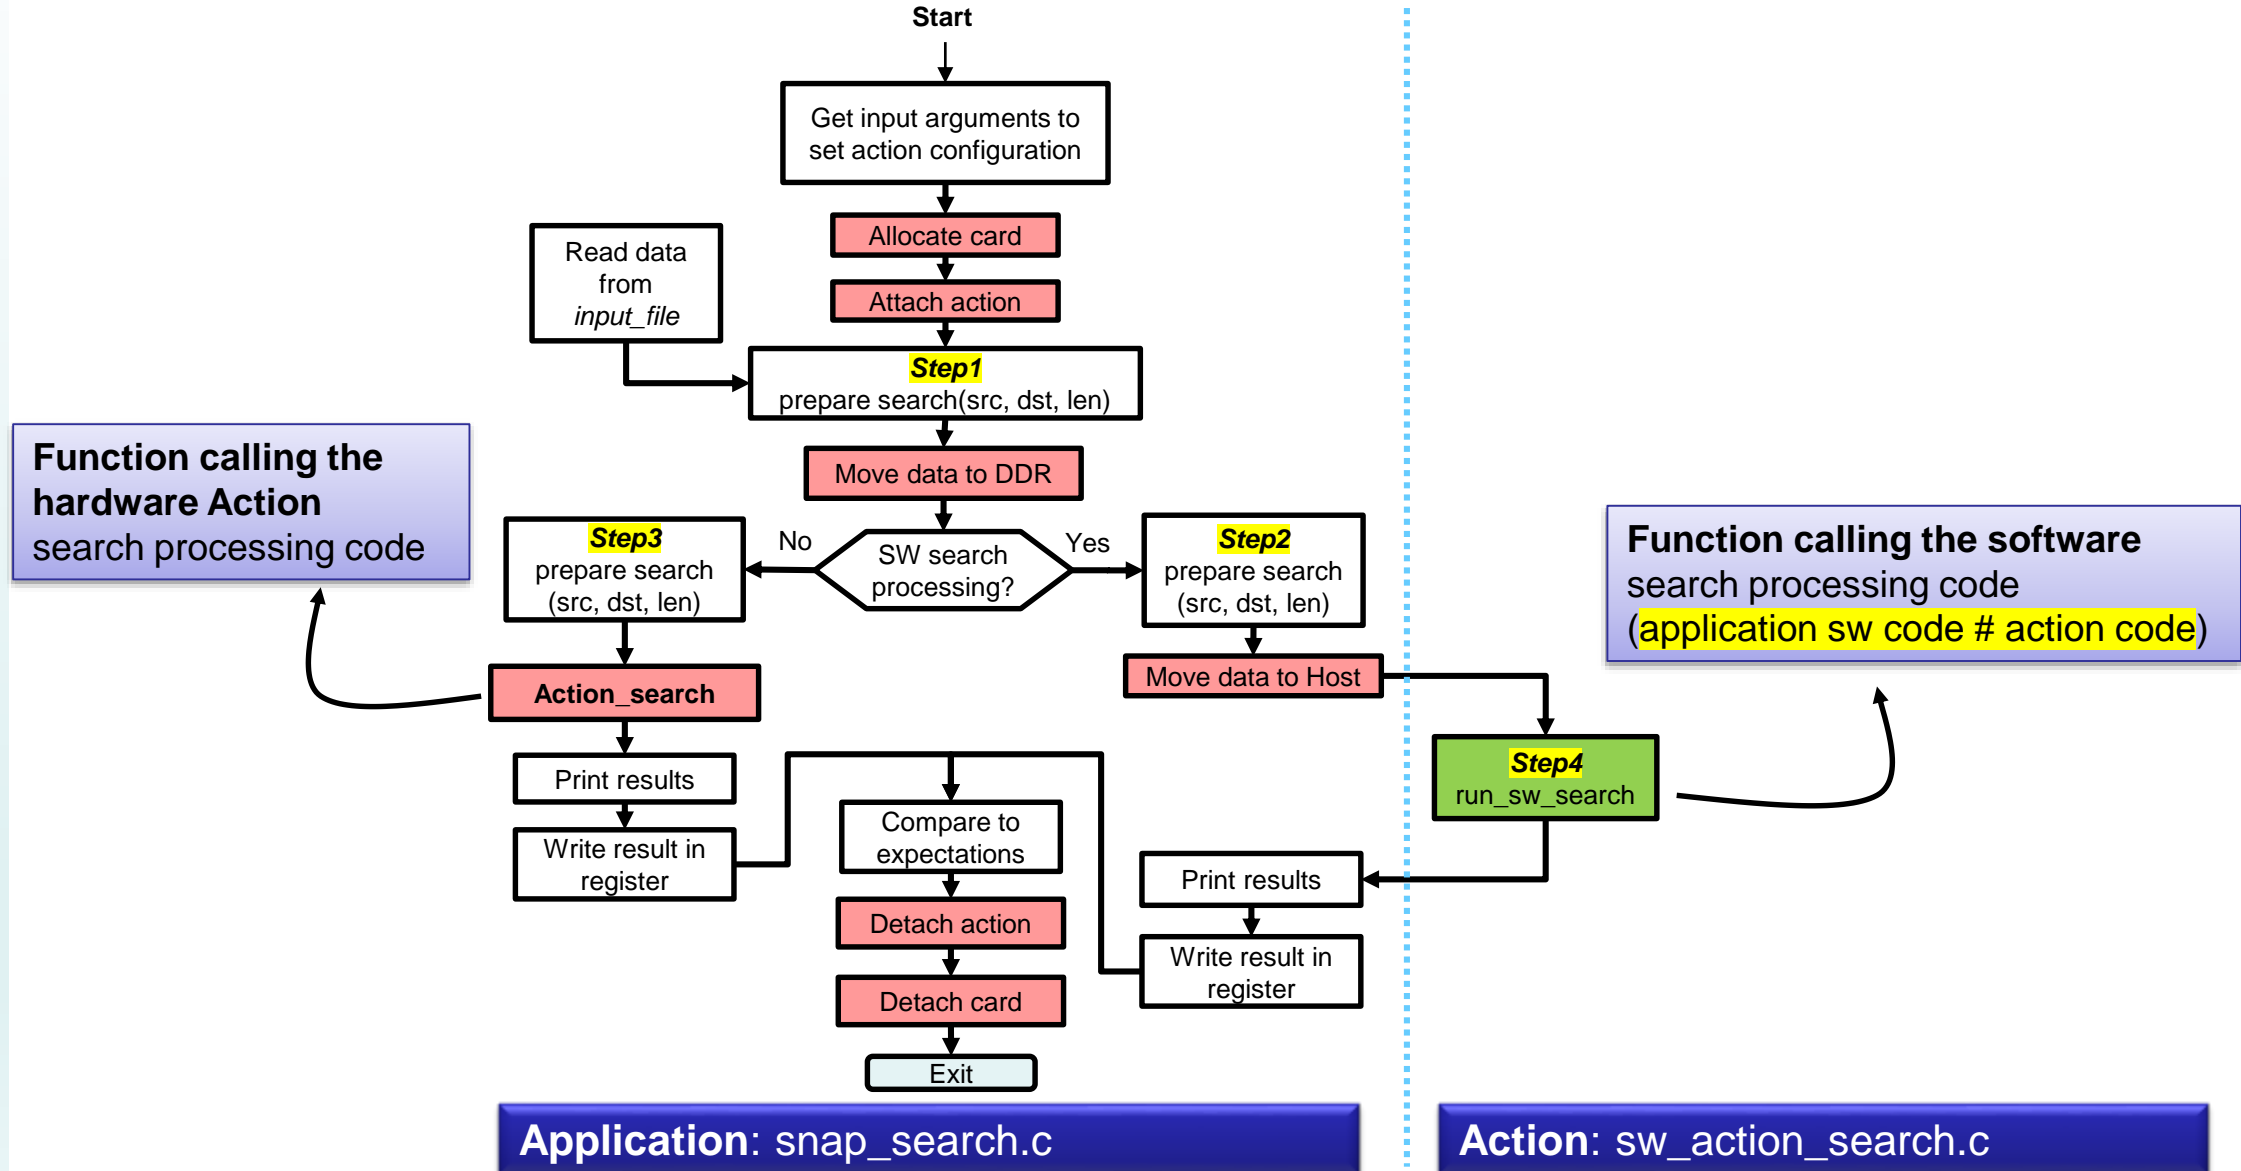 Start
Get input arguments to
set action configuration
Allocate card
Read data
from
input_file
Attach action
Step1
prepare search(src, dst, len)
Function calling the
hardware Action
search processing code
Move data to DDR
Step3
prepare search
(src, dst, len)
No
SW search
processing?
Yes
Step2
prepare search
(src, dst, len)
Function calling the software
search processing code
(application sw code # action code)
Action_search
Move data to Host
Print results
Step4
run_sw_search
Write result in
register
Compare to
expectations
Print results
Detach action
Write result in
register
Detach card
Exit
Application: snap_search.c
Action: sw_action_search.c